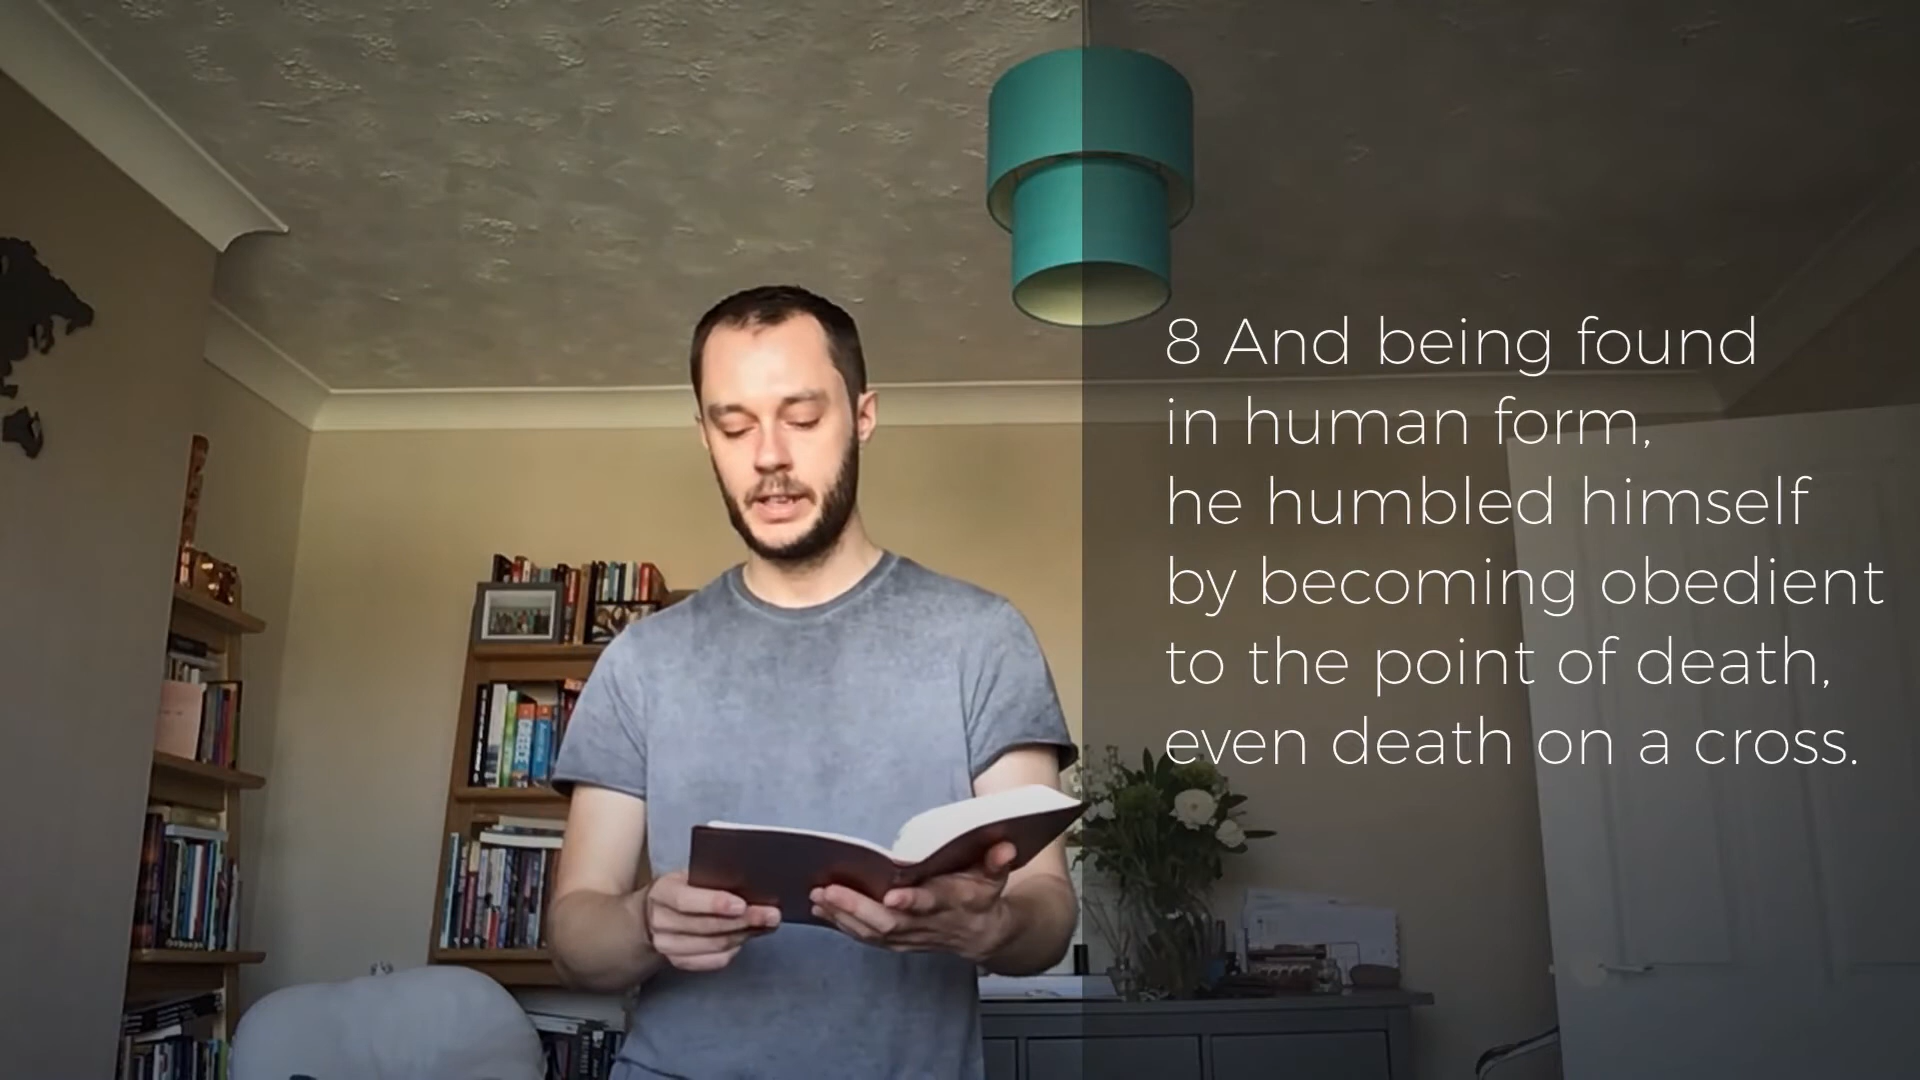 8 And being found
in human form,
he humbled himself
by becoming obedient
to the point of death,
even death on a cross.